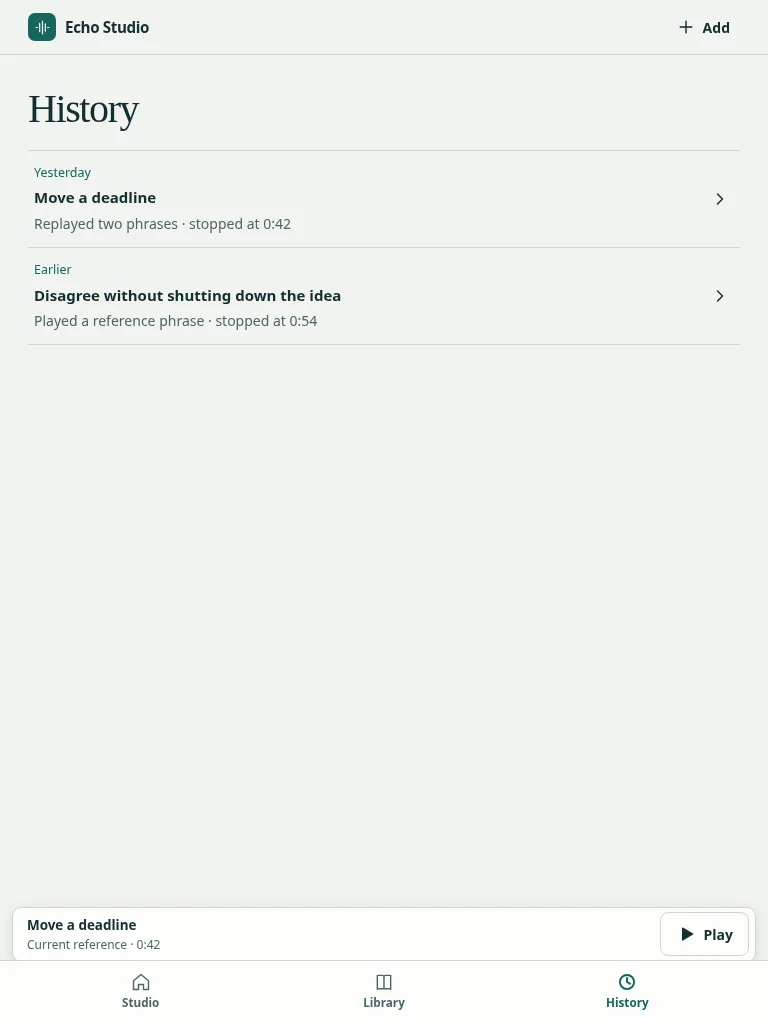 Echo Studio
Add
History
Yesterday
Move a deadline
Replayed two phrases · stopped at 0:42
Earlier
Disagree without shutting down the idea
Played a reference phrase · stopped at 0:54
Move a deadline
Current reference · 0:42
Play
Studio
Library
History